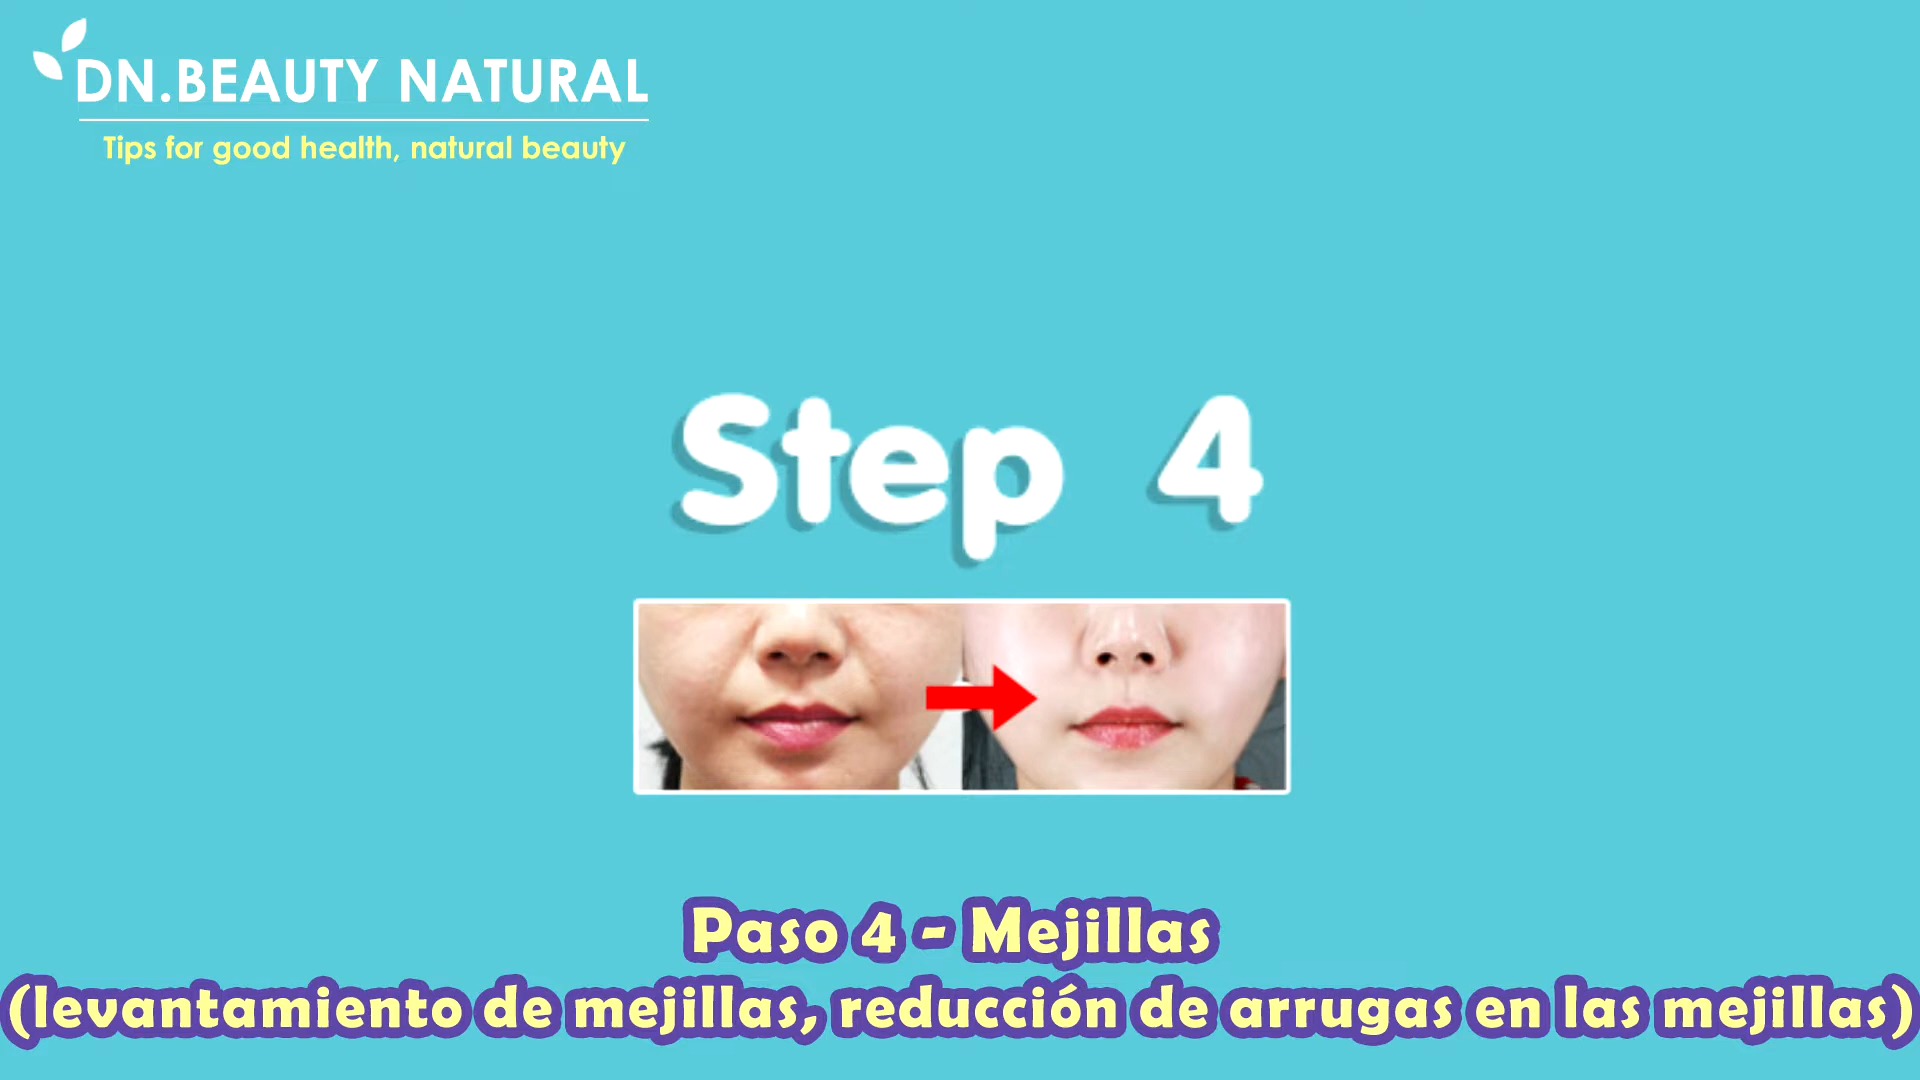 DN.BEAUTY NATURAL
Tips for good health, natural beauty
Step 4
Paso 4 - Mejillas
(levantamiento de mejillas, reducción de arrugas en las mejillas)